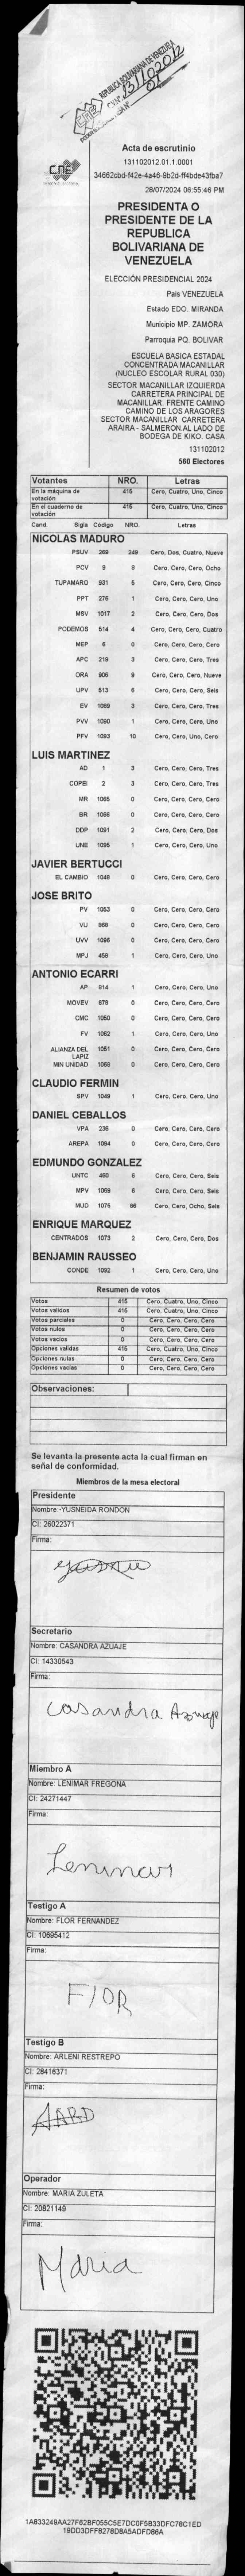 REPUBLICA BOLIVARIANA DE VENEZUELA
131102012
CNE
Acta de escrutinio
131102012.01.1.0001
34662cbd-f42e-4a46-9b2d-ff4bde43fba7
28/07/2024 06:55:46 PM
PRESIDENTA O
PRESIDENTE DE LA
REPUBLICA
BOLIVARIANA DE
VENEZUELA
ELECCIÓN PRESIDENCIAL 2024
Pais VENEZUELA
Estado EDO. MIRANDA
Municipio MP. ZAMORA
Parroquia PQ. BOLIVAR
ESCUELA BASICA ESTADAL
CONCENTRADA MACANILLAR
(NUCLEO ESCOLAR RURAL 030)
SECTOR MACANILLAR IZQUIERDA
CARRETERA PRINCIPAL DE
MACANILLAR. FRENTE CAMINO
CAMINO DE LOS ARAGORES
SECTOR MACANILLAR CARRETERA
ARAIRA - SALMERON AL LADO DE
BODEGA DE KIKO. CASA
131102012
560 Electores
Votantes NRO. Letras
En la máquina de votación 415 Cero, Cuatro, Uno, Cinco
En el cuaderno de votación 415 Cero, Cuatro, Uno, Cinco
Cand. Sigla Código NRO. Letras
NICOLAS MADURO
PSUV 269 249 Cero, Dos, Cuatro, Nueve
PCV 9 8 Cero, Cero, Cero, Ocho
TUPAMARO 931 5 Cero, Cero, Cero, Cinco
PPT 276 1 Cero, Cero, Cero, Uno
MSV 1017 2 Cero, Cero, Cero, Dos
PODEMOS 514 4 Cero, Cero, Cero, Cuatro
MEP 6 0 Cero, Cero, Cero, Cero
APC 219 3 Cero, Cero, Cero, Tres
ORA 906 9 Cero, Cero, Cero, Nueve
UPV 513 6 Cero, Cero, Cero, Seis
EV 1089 3 Cero, Cero, Cero, Tres
PVV 1090 1 Cero, Cero, Cero, Uno
PFV 1093 10 Cero, Cero, Uno, Cero
LUIS MARTINEZ
AD 1 3 Cero, Cero, Cero, Tres
COPEI 2 3 Cero, Cero, Cero, Tres
MR 1065 0 Cero, Cero, Cero, Cero
BR 1066 0 Cero, Cero, Cero, Cero
DDP 1091 2 Cero, Cero, Cero, Dos
UNE 1095 1 Cero, Cero, Cero, Uno
JAVIER BERTUCCI
EL CAMBIO 1048 0 Cero, Cero, Cero, Cero
JOSE BRITO
PV 1053 0 Cero, Cero, Cero, Cero
VU 868 0 Cero, Cero, Cero, Cero
UVV 1096 0 Cero, Cero, Cero, Cero
MPJ 458 1 Cero, Cero, Cero, Uno
ANTONIO ECARRI
AP 814 1 Cero, Cero, Cero, Uno
MOVEV 878 0 Cero, Cero, Cero, Cero
CMC 1050 0 Cero, Cero, Cero, Cero
FV 1052 1 Cero, Cero, Cero, Uno
ALIANZA DEL LAPIZ 1051 0 Cero, Cero, Cero, Cero
MIN UNIDAD 1068 0 Cero, Cero, Cero, Cero
CLAUDIO FERMIN
SPV 1049 1 Cero, Cero, Cero, Uno
DANIEL CEBALLOS
VPA 236 0 Cero, Cero, Cero, Cero
AREPA 1094 0 Cero, Cero, Cero, Cero
EDMUNDO GONZALEZ
UNTC 460 6 Cero, Cero, Cero, Seis
MPV 1069 6 Cero, Cero, Cero, Seis
MUD 1075 86 Cero, Cero, Ocho, Seis
ENRIQUE MARQUEZ
CENTRADOS 1073 2 Cero, Cero, Cero, Dos
BENJAMIN RAUSSEO
CONDE 1092 1 Cero, Cero, Cero, Uno
Resumen de votos
Votos 415 Cero, Cuatro, Uno, Cinco
Votos validos 415 Cero, Cuatro, Uno, Cinco
Votos parciales 0 Cero, Cero, Cero, Cero
Votos nulos 0 Cero, Cero, Cero, Cero
Votos vacios 0 Cero, Cero, Cero, Cero
Opciones validas 415 Cero, Cuatro, Uno, Cinco
Opciones nulas 0 Cero, Cero, Cero, Cero
Opciones vacias 0 Cero, Cero, Cero, Cero
Observaciones:
Se levanta la presente acta la cual firman en
señal de conformidad.
Miembros de la mesa electoral
Presidente
Nombre: YUSNEIDA RONDON
CI: 26022371
Firma:
Secretario
Nombre: CASANDRA AZUAJE
CI: 14330543
Firma:
Casandra Azuaje
Miembro A
Nombre: LENIMAR FREGONA
CI: 24271447
Firma:
Lenimar
Testigo A
Nombre: FLOR FERNANDEZ
CI: 10695412
Firma:
FlOR
Testigo B
Nombre: ARLENI RESTREPO
CI: 28416371
Firma:
Operador
Nombre: MARIA ZULETA
CI: 20821149
Firma:
Maria
1A833249AA27F62BF055C5E7DC0F5B33DFC78C1ED
19DD3DFF8278D8A5ADFD86A